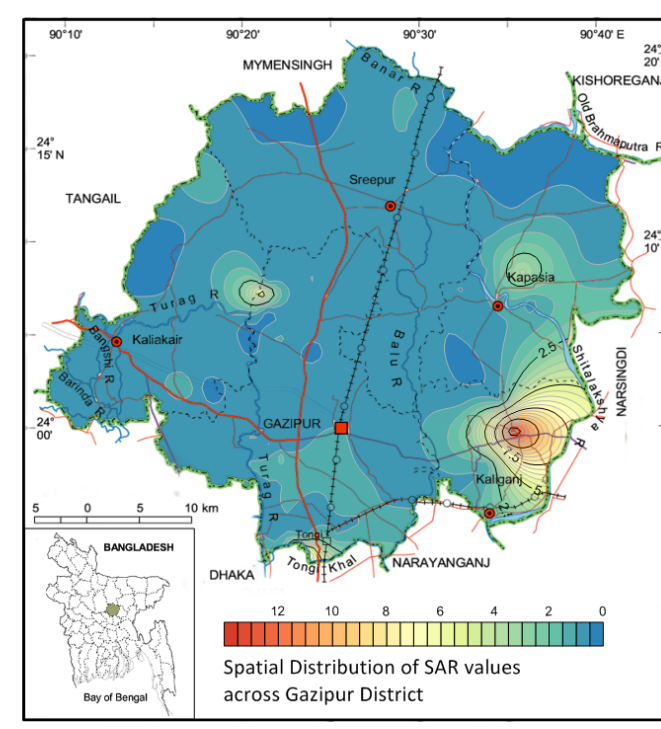 90°10'
90°20'
90°30'
90°40' E
24°
20'
MYMENSINGH
Banar R
KISHOREGANJ
Old Brahmaputra R
24°
15' N
Sreepur
TANGAIL
24°
10'
Kapasia
Turag R
Kaliakair
Bangshi R
Barinda R
Balu R
2.5
Shitalakshya R
NARSINGDI
24°
00'
GAZIPUR
7.5
Kaliganj
5
Turag R
5 0 5 10 km
Tongi
Tongi Khal
DHAKA
NARAYANGANJ
BANGLADESH
Bay of Bengal
12 10 8 6 4 2 0
Spatial Distribution of SAR values
across Gazipur District